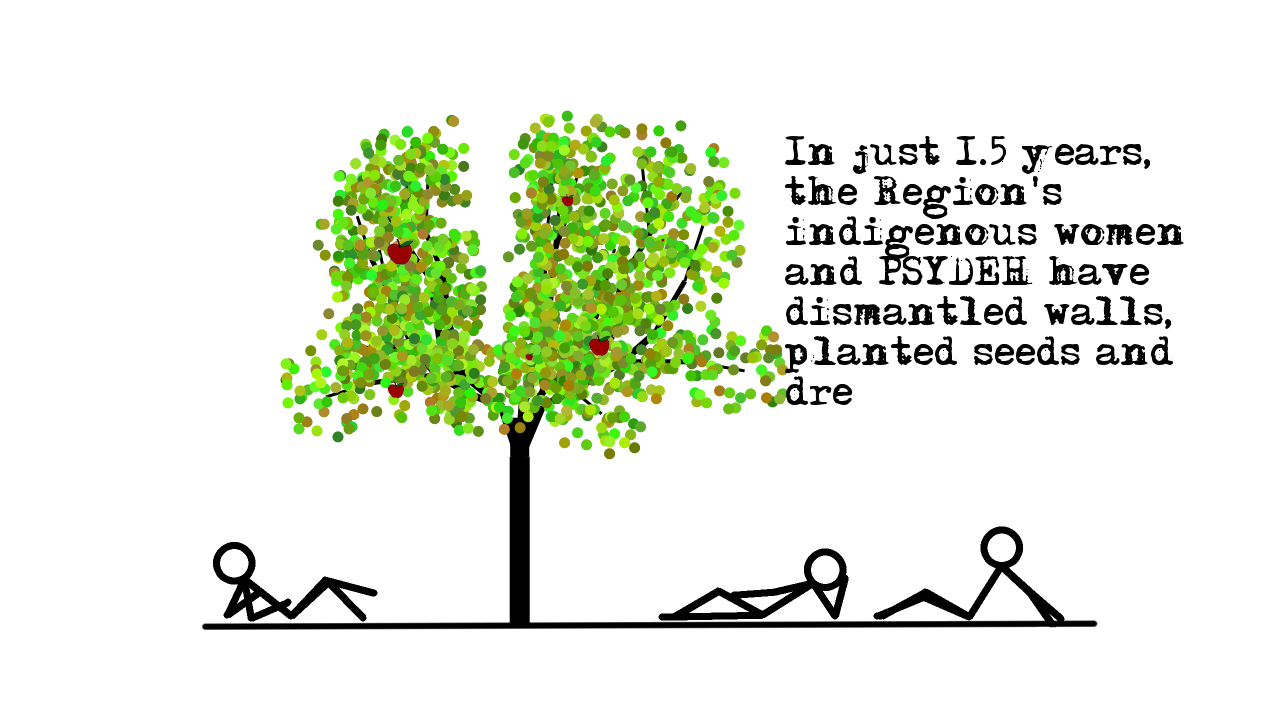 In just 1.5 years,
the Region's
indigenous women
and PSYDEH have
dismantled walls,
planted seeds and
dre